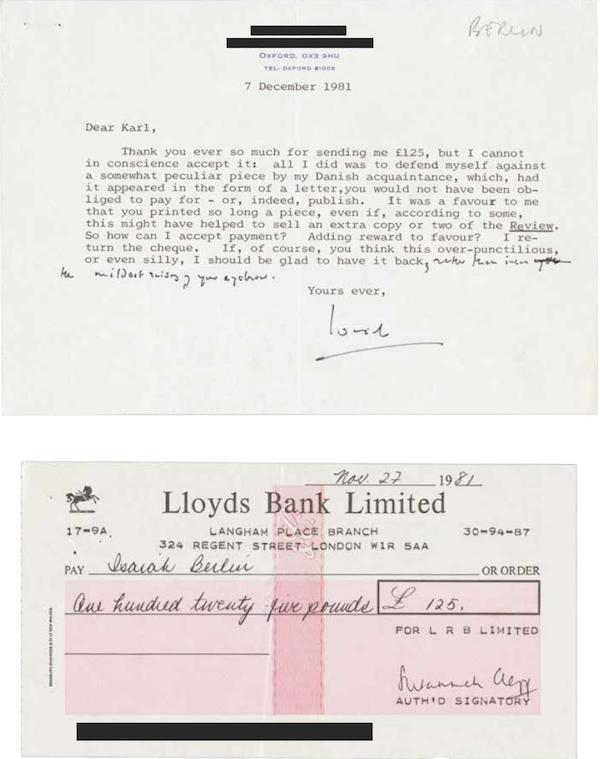 BERLIN
OXFORD, OX3 9HU
TEL: OXFORD 61005
7 December 1981
Dear Karl,
Thank you ever so much for sending me £125, but I cannot
in conscience accept it: all I did was to defend myself against
a somewhat peculiar piece by my Danish acquaintance, which, had
it appeared in the form of a letter,you would not have been ob-
liged to pay for - or, indeed, publish. It was a favour to me
that you printed so long a piece, even if, according to some,
this might have helped to sell an extra copy or two of the Review.
So how can I accept payment? Adding reward to favour? I re-
turn the cheque. If, of course, you think this over-punctilious,
or even silly, I should be glad to have it back, rather than incur
the mildest raising of your eyebrow.
Yours ever,
Nov. 27 1981
Lloyds Bank Limited
17-9A. LANGHAM PLACE BRANCH 30-94-87
324 REGENT STREET LONDON W1R 5AA
PAY Isaiah Berlin OR ORDER
One hundred twenty-five pounds £ 125.
FOR L R B LIMITED
AUTH'D SIGNATORY